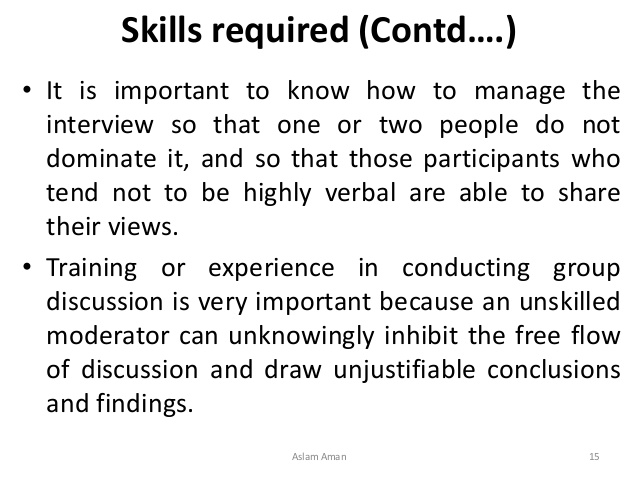 Skills required (Contd….)
• It is important to know how to manage the
interview so that one or two people do not
dominate it, and so that those participants who
tend not to be highly verbal are able to share
their views.
• Training or experience in conducting group
discussion is very important because an unskilled
moderator can unknowingly inhibit the free flow
of discussion and draw unjustifiable conclusions
and findings.
Aslam Aman
15